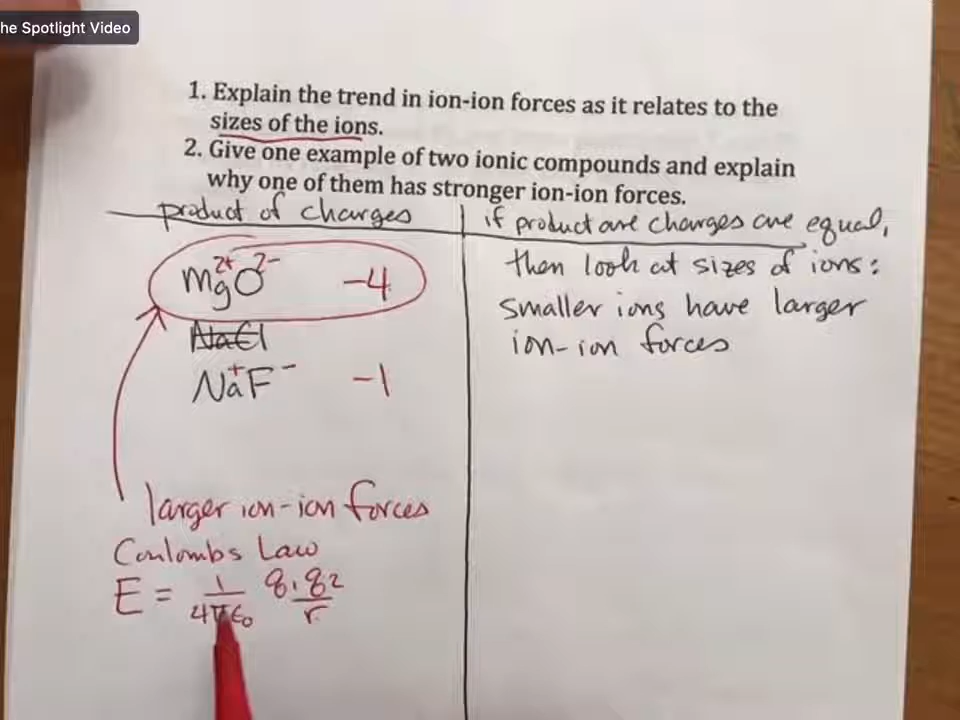 he Spotlight Video
1. Explain the trend in ion-ion forces as it relates to the
sizes of the ions.
2. Give one example of two ionic compounds and explain
why one of them has stronger ion-ion forces.
product of charges
Mg²⁺O²⁻ -4
NaCl
Na⁺F⁻ -1
larger ion-ion forces
Coulombs Law
E = 1/4πε₀ q₁q₂/r
if product are charges are equal,
then look at sizes of ions:
smaller ions have larger
ion-ion forces